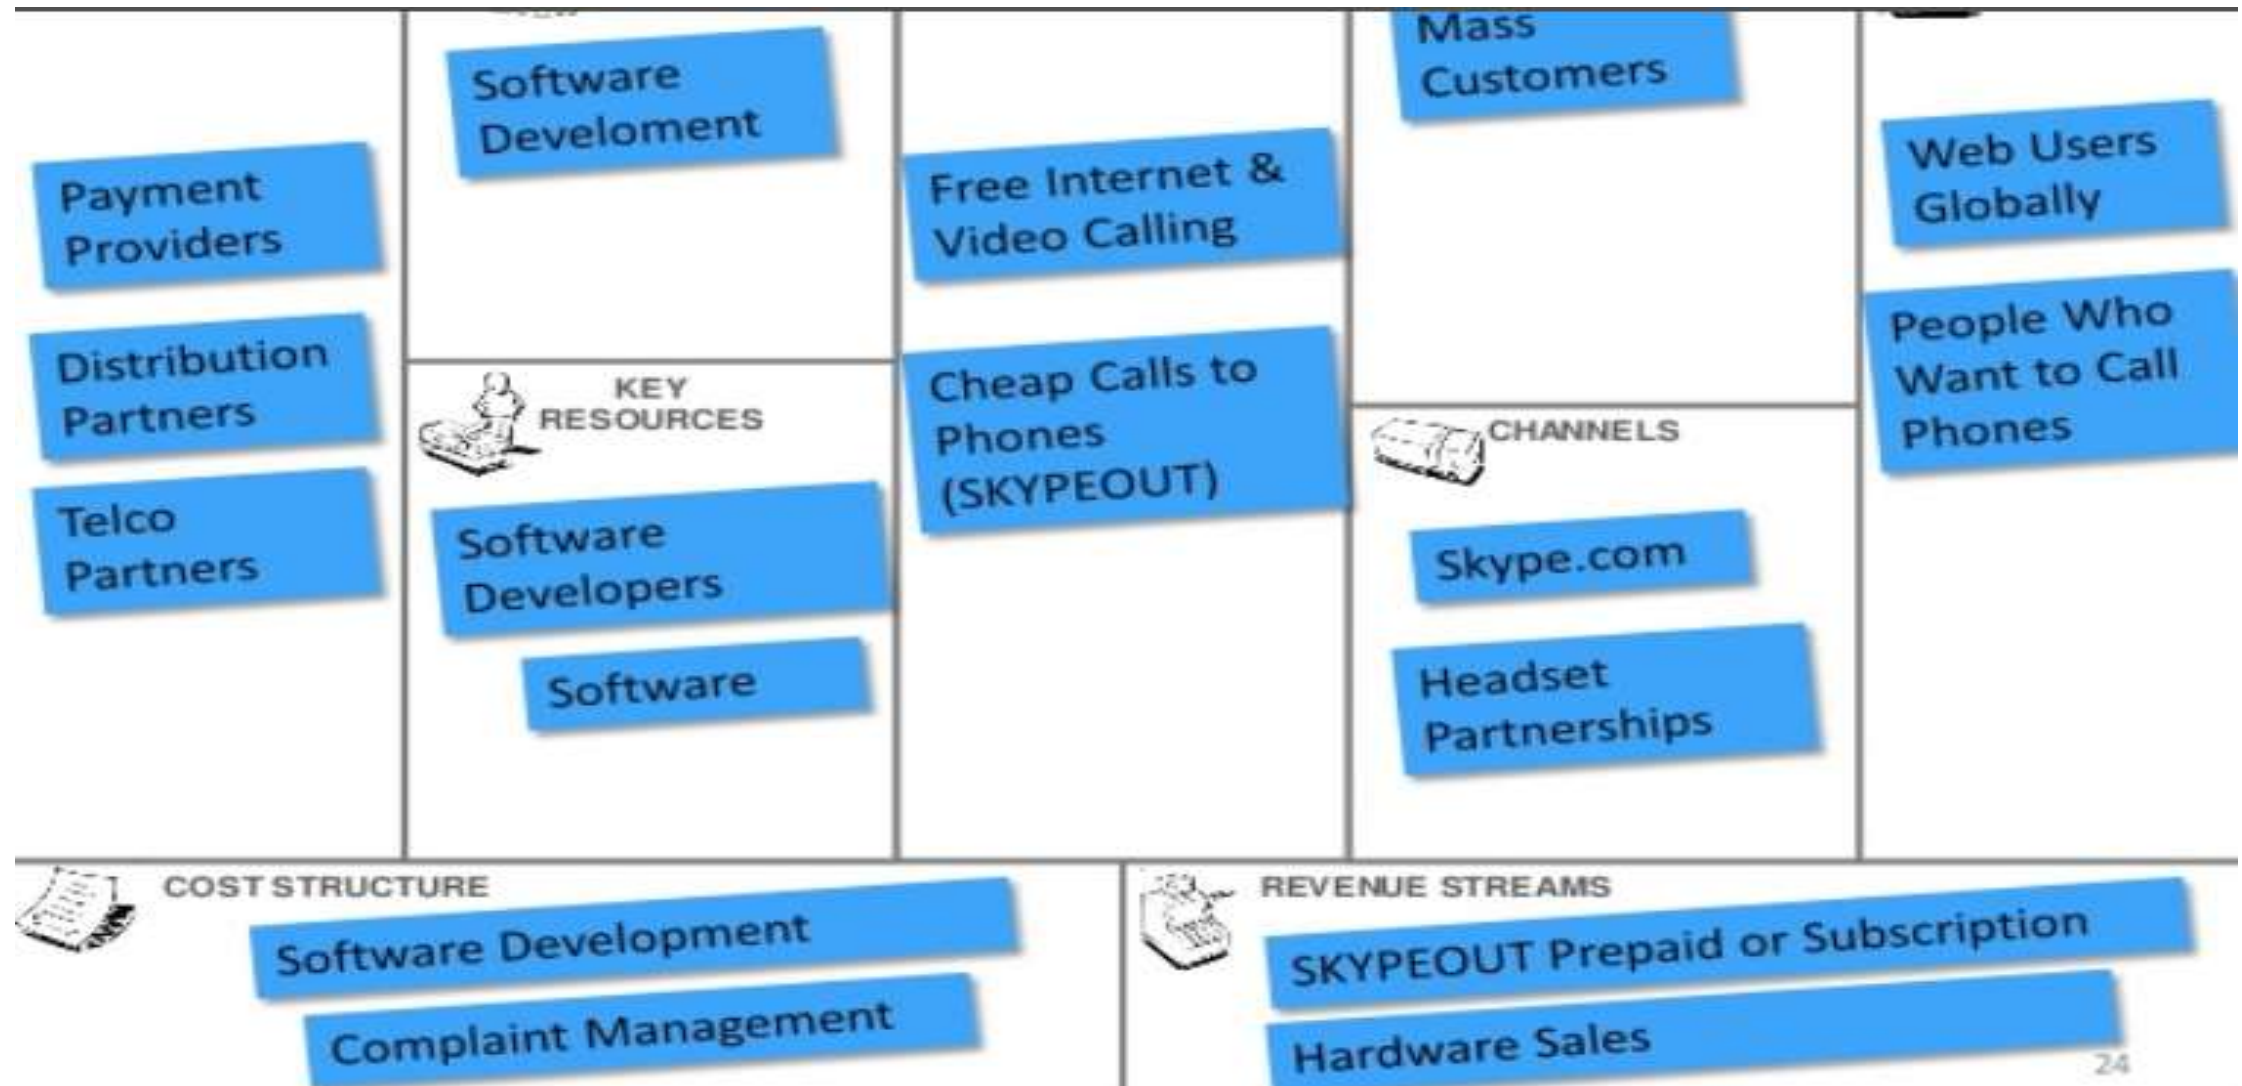 Payment
Providers
Distribution
Partners
Telco
Partners
Software
Develoment
KEY
RESOURCES
Software
Developers
Software
Free Internet &
Video Calling
Cheap Calls to
Phones
(SKYPEOUT)
Mass
Customers
CHANNELS
Skype.com
Headset
Partnerships
Web Users
Globally
People Who
Want to Call
Phones
COST STRUCTURE
Software Development
Complaint Management
REVENUE STREAMS
SKYPEOUT Prepaid or Subscription
Hardware Sales
24